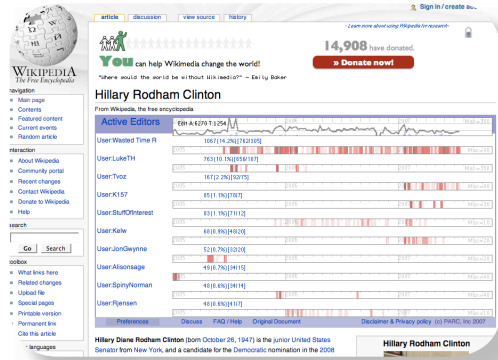 Sign in / create
article discussion view source history
- Learn more about using Wikipedia for research -
You can help Wikimedia change the world!
14,908 have donated.
"Where would the world be without Wikimedia?" — Emily Baker
» Donate now!
WIKIPEDIA
The Free Encyclopedia
navigation
Main page
Contents
Featured content
Current events
Random article
interaction
About Wikipedia
Community portal
Recent changes
Contact Wikipedia
Donate to Wikipedia
Help
search
Go Search
toolbox
What links here
Related changes
Upload file
Special pages
Printable version
Permanent link
Cite this article
languages
Hillary Rodham Clinton
From Wikipedia, the free encyclopedia
Active Editors Edit A:6270 T:1254
User:Wasted Time R 1067(14.2%)[762|305]
User:LukeTH 763(10.1%)[656|107]
User:Tvoz 167(2.2%)[92|75]
User:K157 85(1.1%)[78|7]
User:StuffOfInterest 83(1.1%)[71|12]
User:Kelw 68(0.9%)[48|20]
User:JonGwynne 52(0.7%)[32|20]
User:Alisonsage 49(0.7%)[34|15]
User:SpinyNorman 48(0.6%)[34|14]
User:Rjensen 48(0.6%)[41|7]
Preferences Discuss FAQ / Help Original Document Disclaimer & Privacy policy (c) PARC, Inc 2007
Hillary Diane Rodham Clinton (born October 26, 1947) is the junior United States
Senator from New York, and a candidate for the Democratic nomination in the 2008
Hillary Rodham Clinton